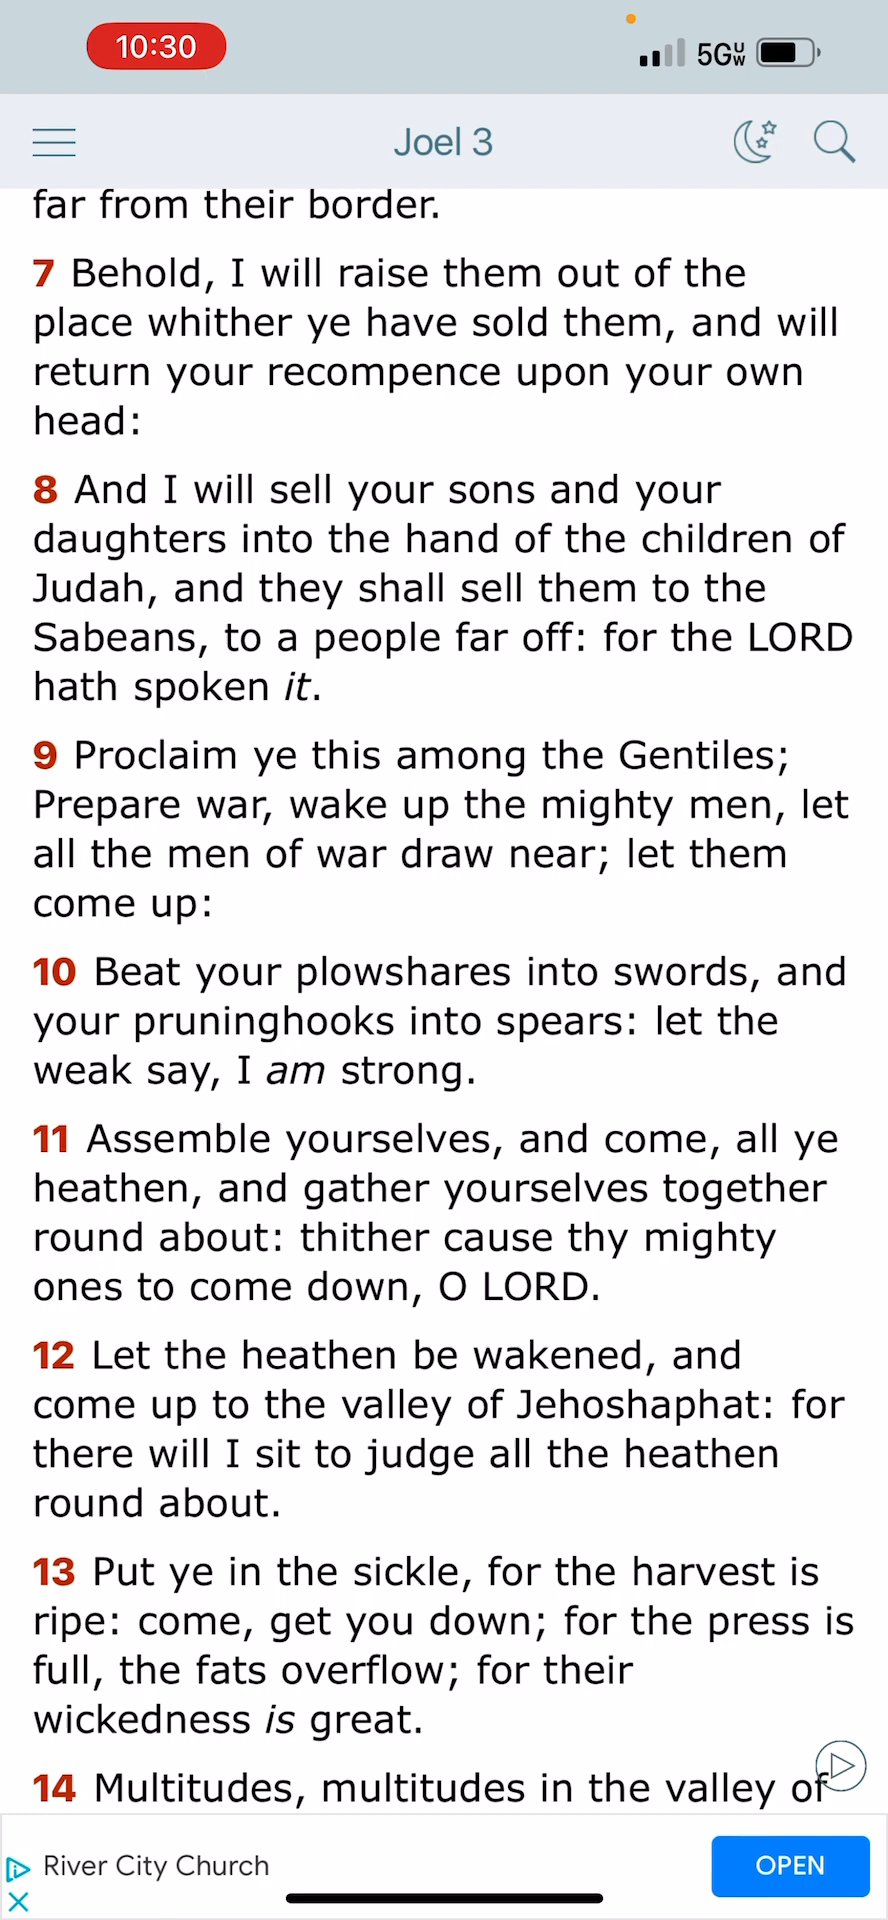 10:30
5GUW
Joel 3
far from their border.
7 Behold, I will raise them out of the
place whither ye have sold them, and will
return your recompence upon your own
head:
8 And I will sell your sons and your
daughters into the hand of the children of
Judah, and they shall sell them to the
Sabeans, to a people far off: for the LORD
hath spoken it.
9 Proclaim ye this among the Gentiles;
Prepare war, wake up the mighty men, let
all the men of war draw near; let them
come up:
10 Beat your plowshares into swords, and
your pruninghooks into spears: let the
weak say, I am strong.
11 Assemble yourselves, and come, all ye
heathen, and gather yourselves together
round about: thither cause thy mighty
ones to come down, O LORD.
12 Let the heathen be wakened, and
come up to the valley of Jehoshaphat: for
there will I sit to judge all the heathen
round about.
13 Put ye in the sickle, for the harvest is
ripe: come, get you down; for the press is
full, the fats overflow; for their
wickedness is great.
14 Multitudes, multitudes in the valley of
River City Church
OPEN